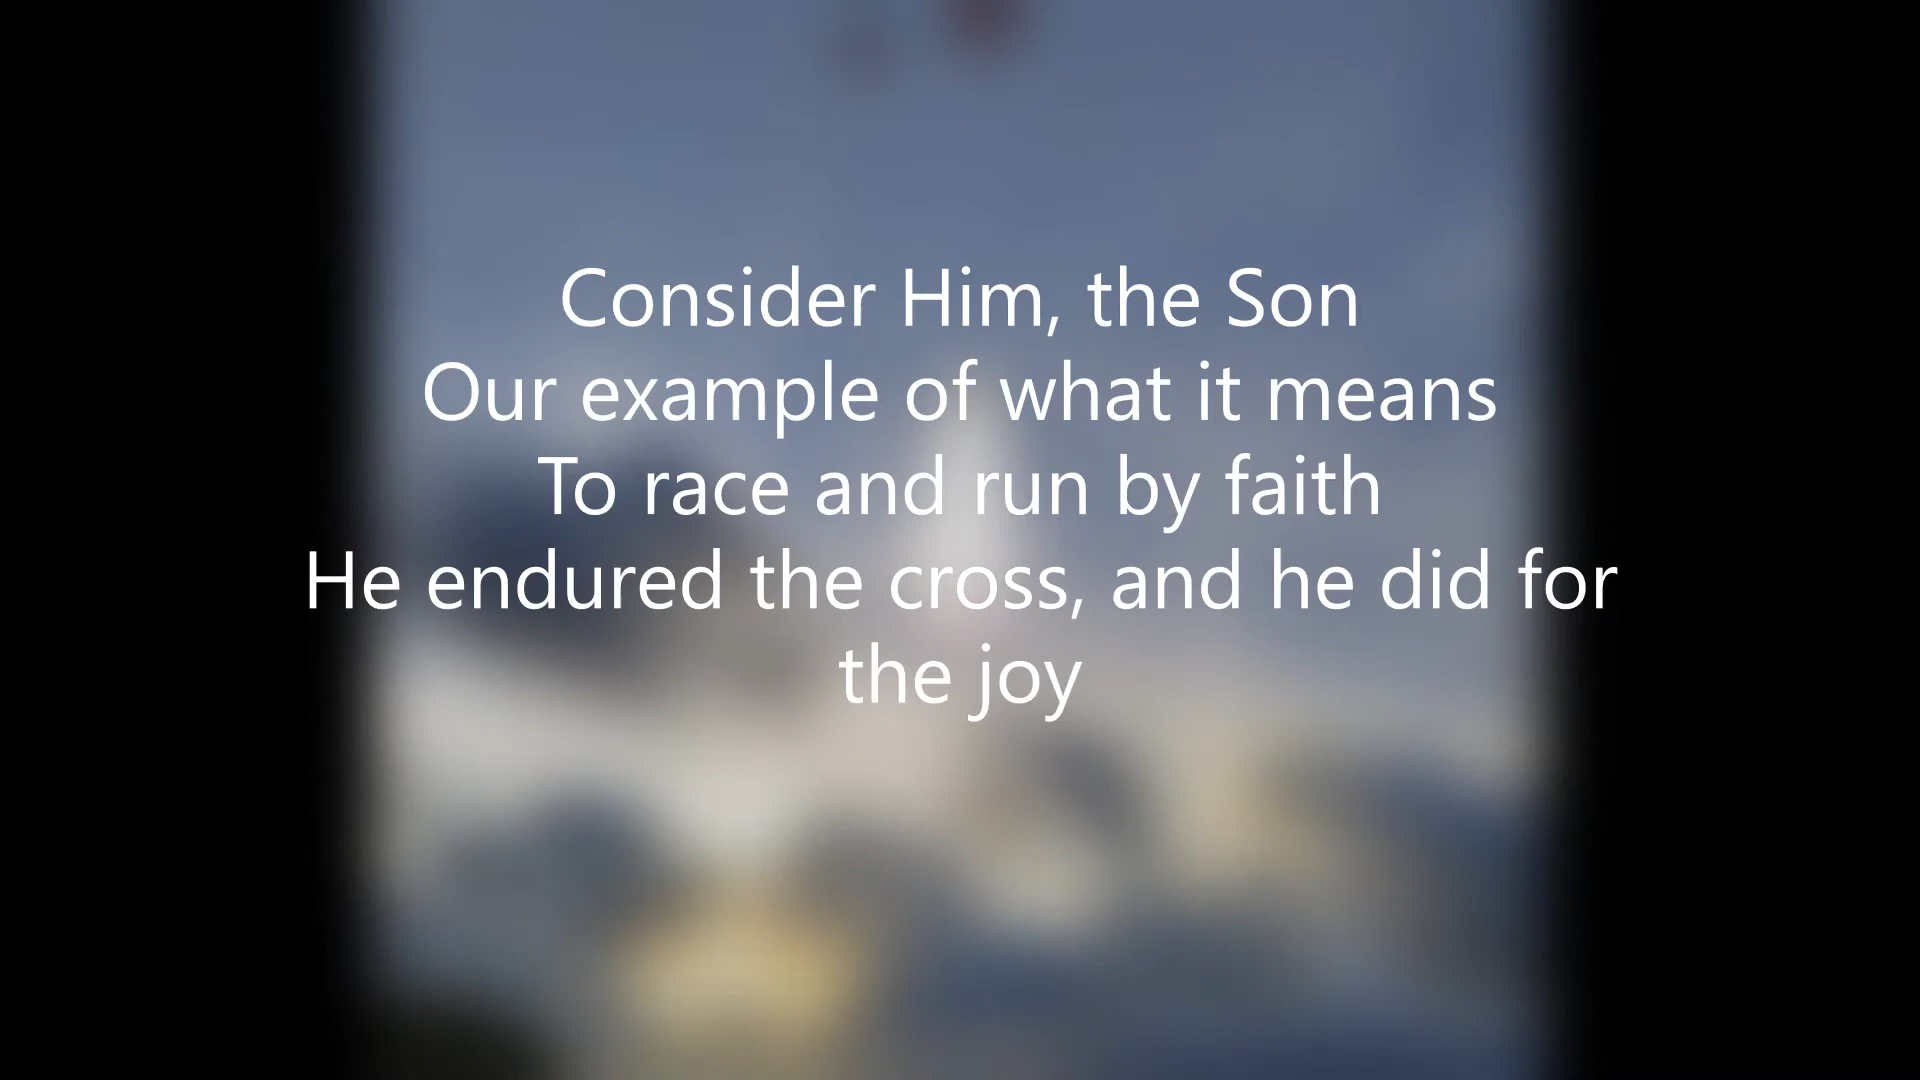 Consider Him, the Son
Our example of what it means
To race and run by faith
He endured the cross, and he did for
the joy